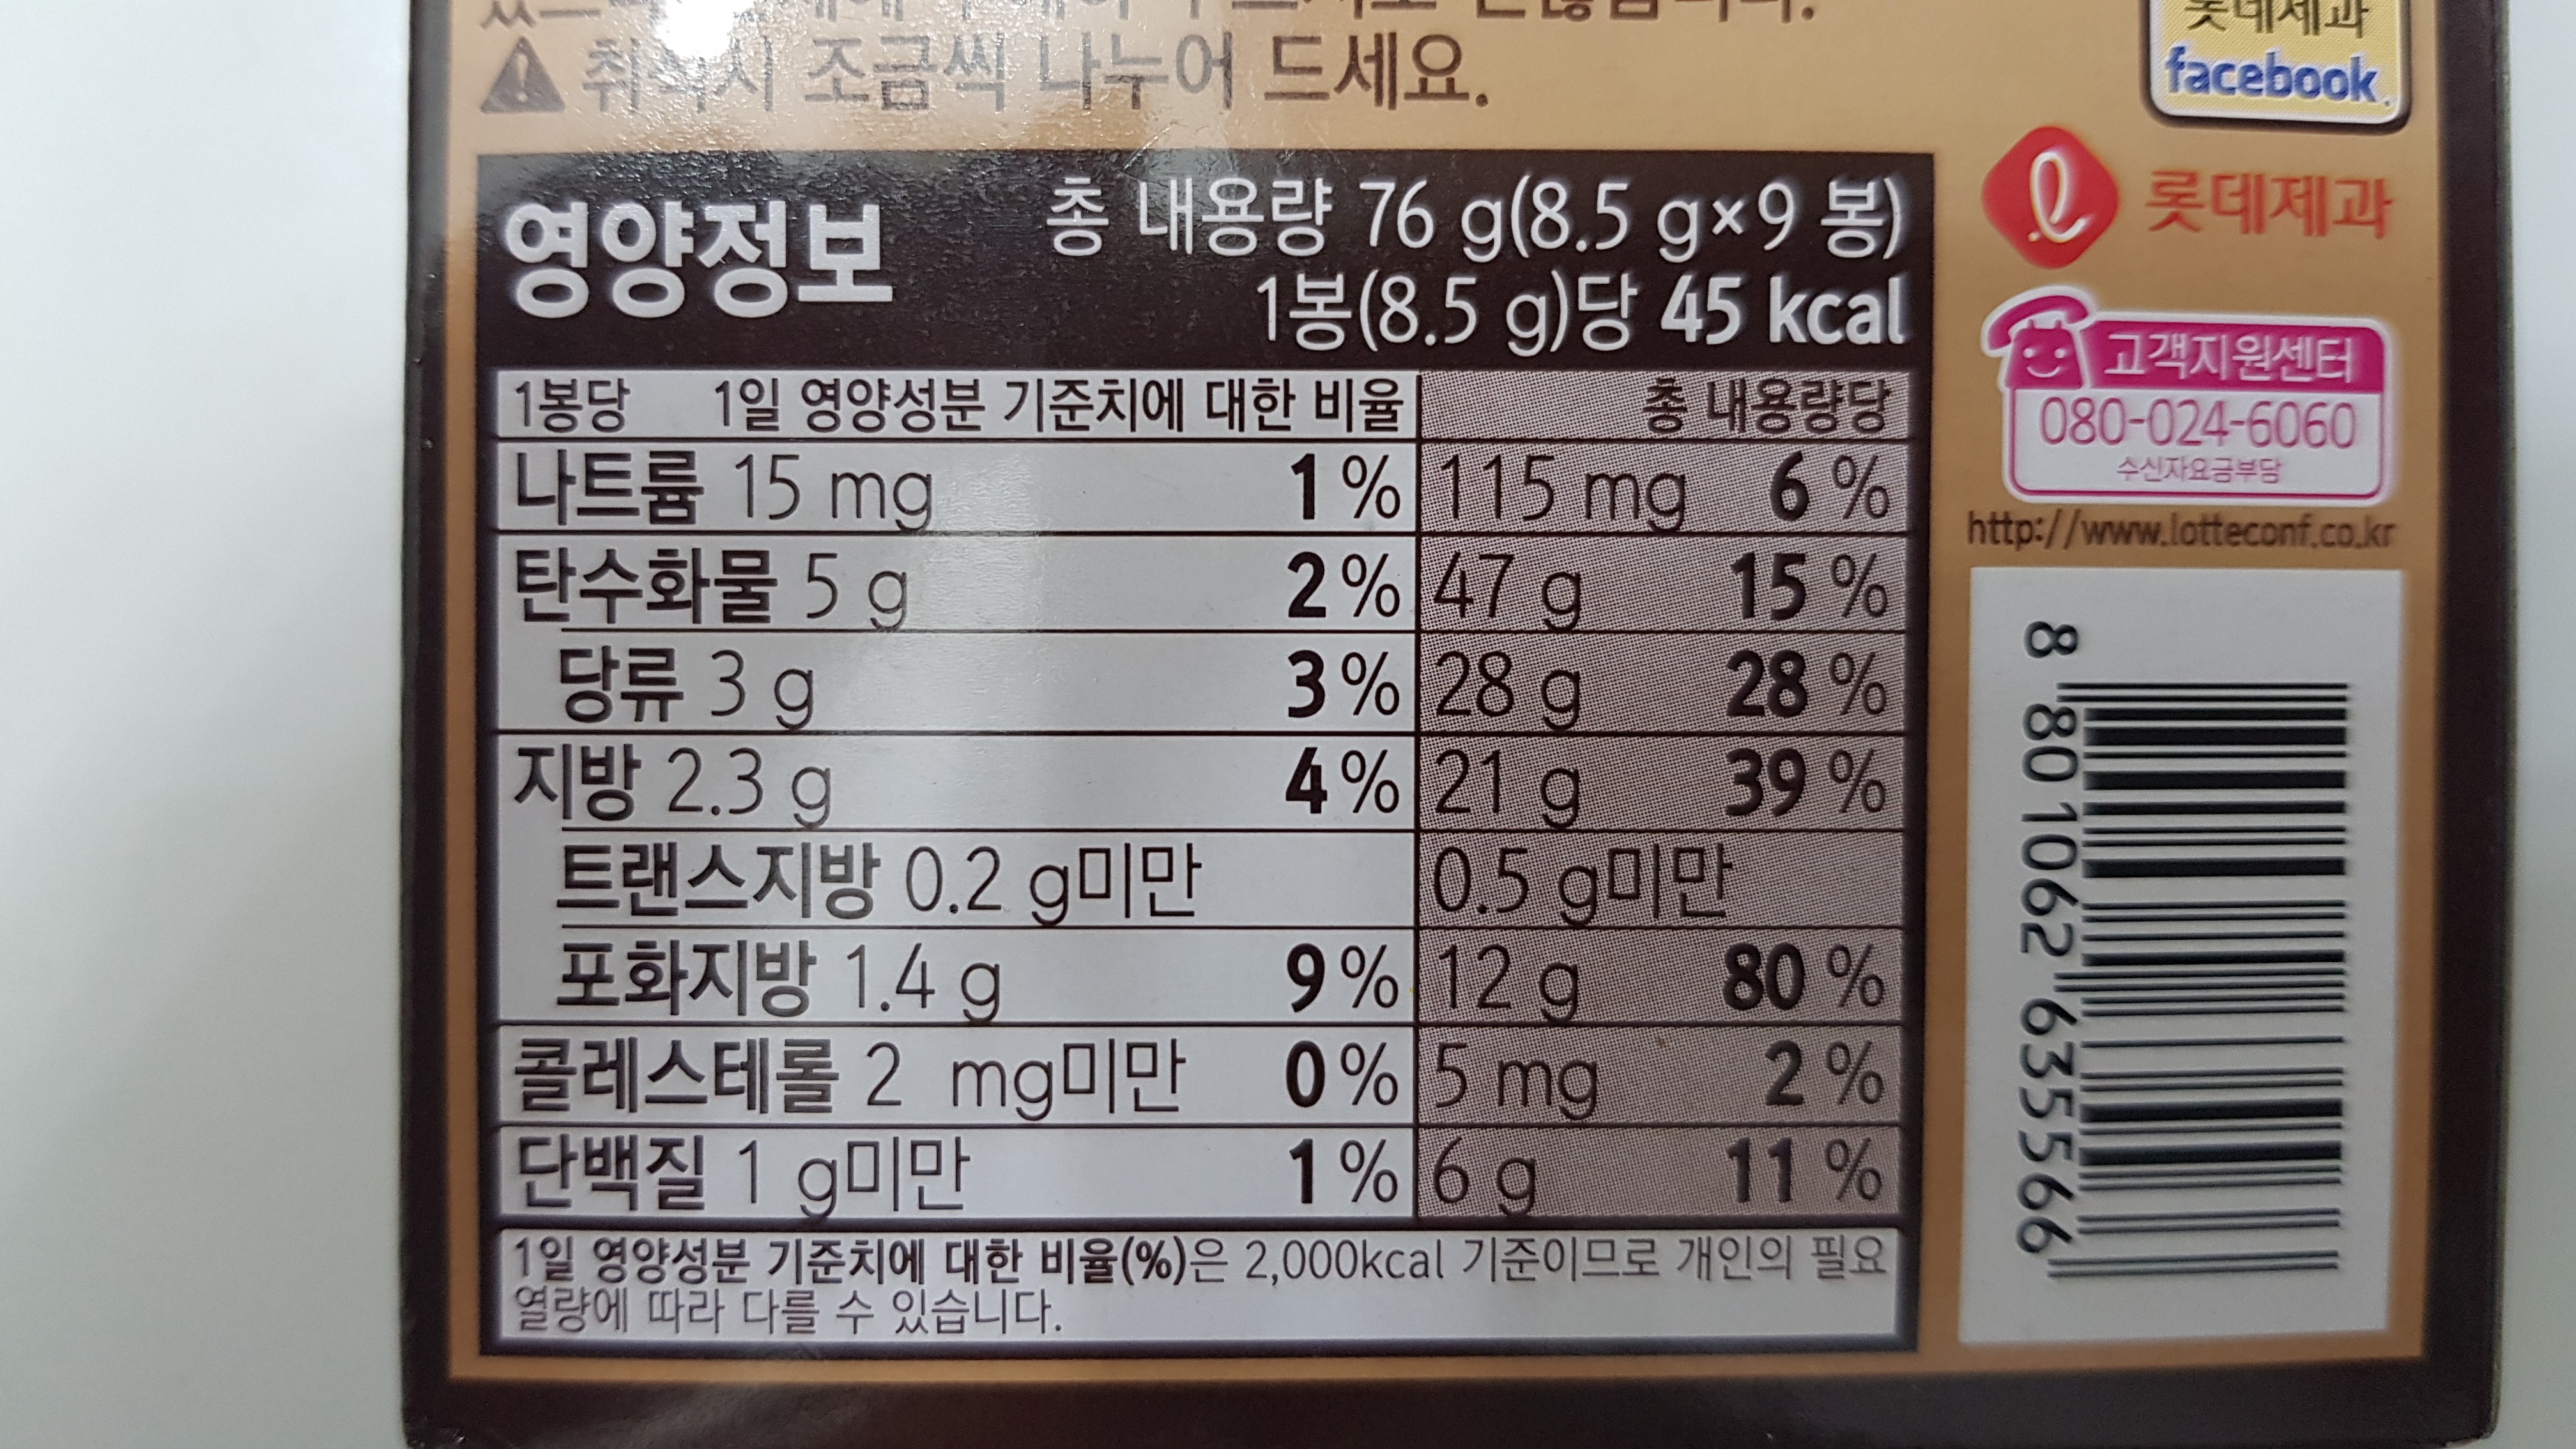 ⚠ 취식시 조금씩 나누어 드세요.
롯데제과
facebook.
영양정보
총 내용량 76 g(8.5 g×9 봉)
1봉(8.5 g)당 45 kcal
1봉당 1일 영양성분 기준치에 대한 비율 총 내용량당
나트륨 15 mg 1 % 115 mg 6 %
탄수화물 5 g 2 % 47 g 15 %
당류 3 g 3 % 28 g 28 %
지방 2.3 g 4 % 21 g 39 %
트랜스지방 0.2 g미만 0.5 g미만
포화지방 1.4 g 9 % 12 g 80 %
콜레스테롤 2 mg미만 0 % 5 mg 2 %
단백질 1 g미만 1 % 6 g 11 %
1일 영양성분 기준치에 대한 비율(%)은 2,000kcal 기준이므로 개인의 필요
열량에 따라 다를 수 있습니다.
롯데제과
고객지원센터
080-024-6060
수신자요금부담
http://www.lotteconf.co.kr
8 801062 635566